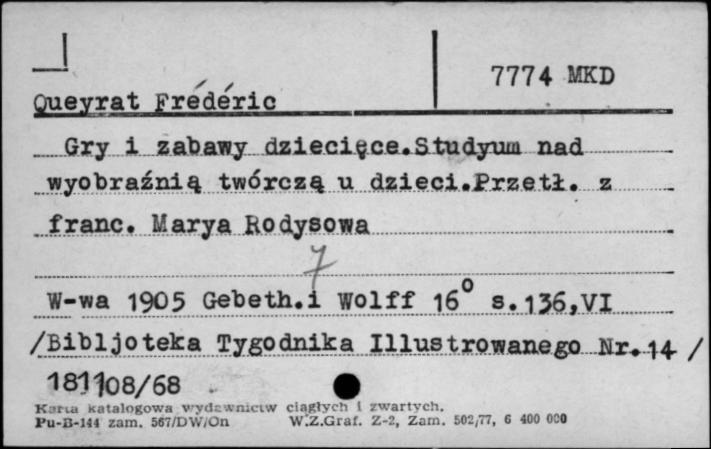 7774 MKD
Queyrat Frédéric
Gry i zabawy dziecięce.Studyum nad
wyobraźnią twórczą u dzieci.Przetł. z
franc. Marya Rodysowa
7
W-wa 1905 Gebeth.i Wolff 16° s.136,VI
/Bibljoteka Tygodnika Illustrowanego Nr.14 /
181108/68
Karta katalogowa wydawnictw ciągłych i zwartych.
Pu-B-144 zam. 567/DW/On W.Z.Graf. Z-2, Zam. 502/77, 6 400 000